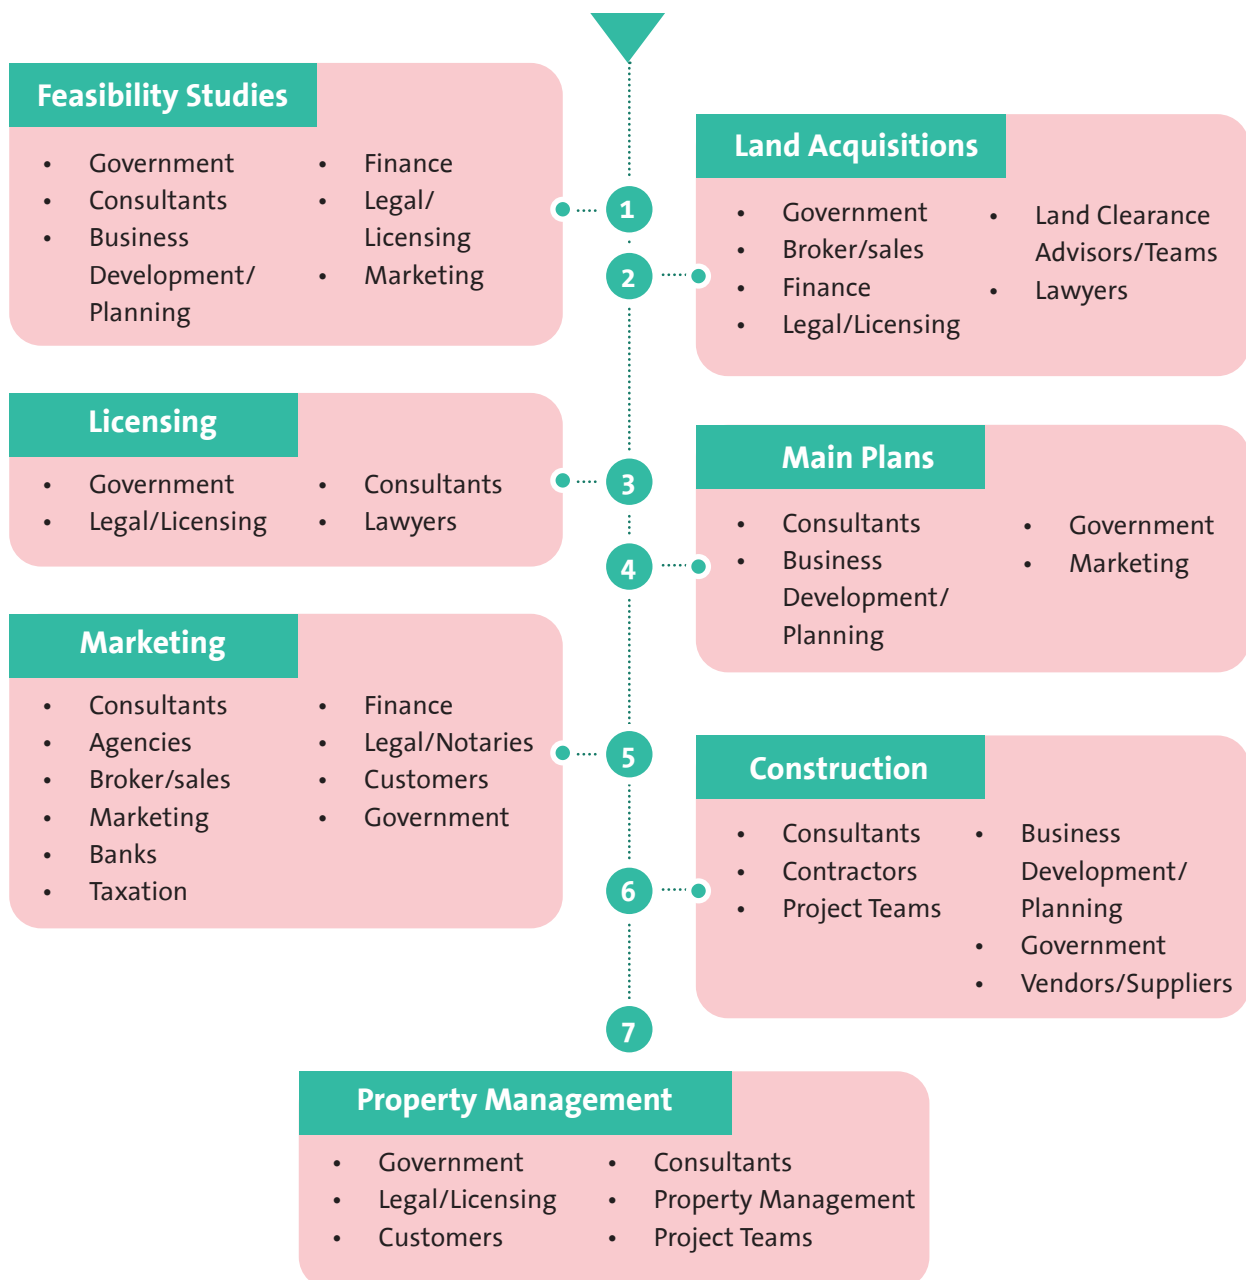 Feasibility Studies
• Government
• Consultants
• Business
Development/
Planning
• Finance
• Legal/
Licensing
• Marketing
1
Land Acquisitions
• Government
• Broker/sales
• Finance
• Legal/Licensing
• Land Clearance
Advisors/Teams
• Lawyers
2
Licensing
• Government
• Legal/Licensing
• Consultants
• Lawyers
3
Main Plans
• Consultants
• Business
Development/
Planning
• Government
• Marketing
4
Marketing
• Consultants
• Agencies
• Broker/sales
• Marketing
• Banks
• Taxation
• Finance
• Legal/Notaries
• Customers
• Government
5
Construction
• Consultants
• Contractors
• Project Teams
• Business
Development/
Planning
• Government
• Vendors/Suppliers
6
7
Property Management
• Government
• Legal/Licensing
• Customers
• Consultants
• Property Management
• Project Teams